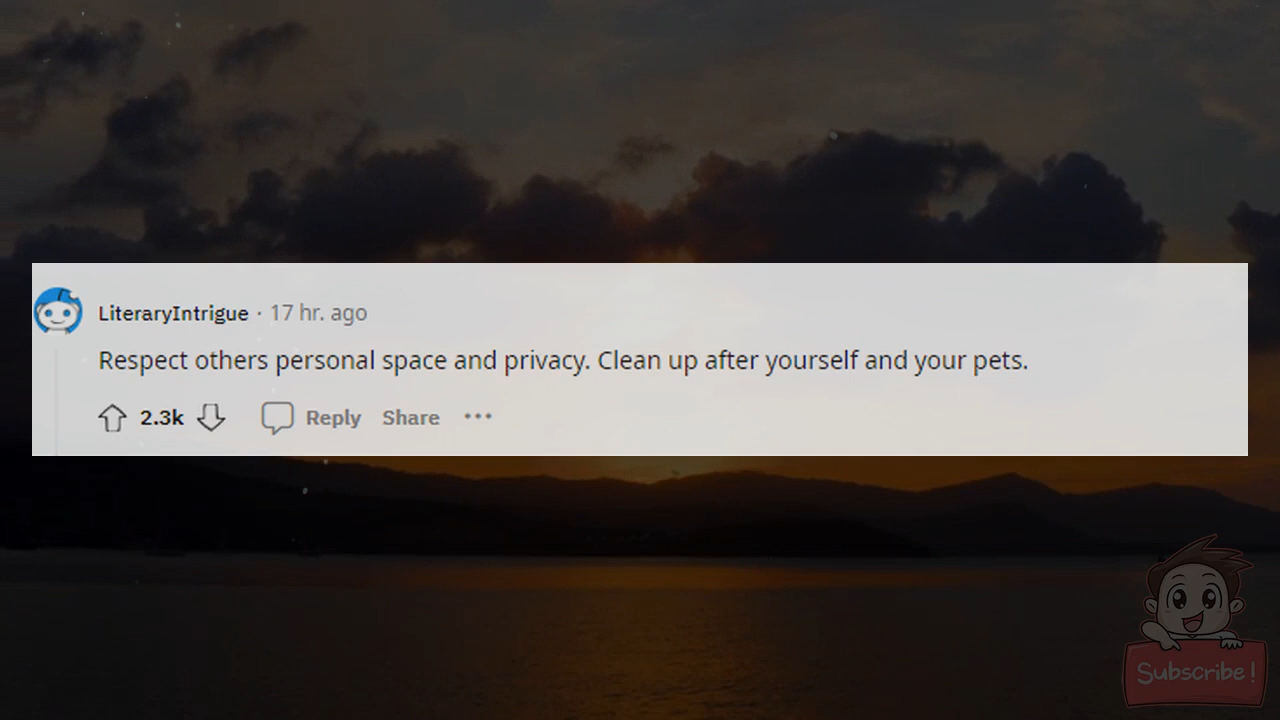 LiteraryIntrigue · 17 hr. ago
Respect others personal space and privacy. Clean up after yourself and your pets.
2.3k Reply Share •••
Subscribe!